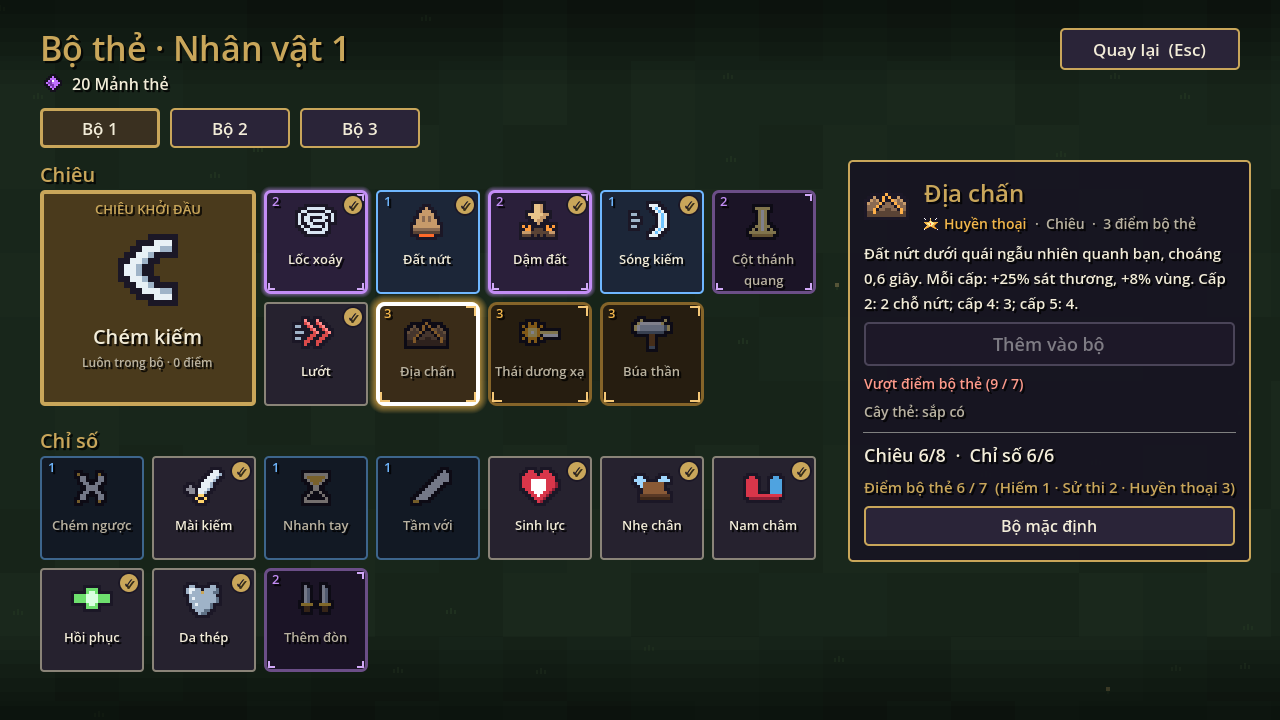 Bộ thẻ · Nhân vật 1
20 Mảnh thẻ
Quay lại (Esc)
Bộ 1
Bộ 2
Bộ 3
Chiêu
CHIÊU KHỞI ĐẦU
Chém kiếm
Luôn trong bộ · 0 điểm
2
Lốc xoáy
1
Đất nứt
2
Dậm đất
1
Sóng kiếm
2
Cột thánh
quang
Lướt
3
Địa chấn
3
Thái dương xạ
3
Búa thần
Chỉ số
1
Chém ngược
Mài kiếm
1
Nhanh tay
1
Tầm với
Sinh lực
Nhẹ chân
Nam châm
Hồi phục
Da thép
2
Thêm đòn
Địa chấn
Huyền thoại · Chiêu · 3 điểm bộ thẻ
Đất nứt dưới quái ngẫu nhiên quanh bạn, choáng
0,6 giây. Mỗi cấp: +25% sát thương, +8% vùng. Cấp
2: 2 chỗ nứt; cấp 4: 3; cấp 5: 4.
Thêm vào bộ
Vượt điểm bộ thẻ (9 / 7)
Cây thẻ: sắp có
Chiêu 6/8 · Chỉ số 6/6
Điểm bộ thẻ 6 / 7 (Hiếm 1 · Sử thi 2 · Huyền thoại 3)
Bộ mặc định